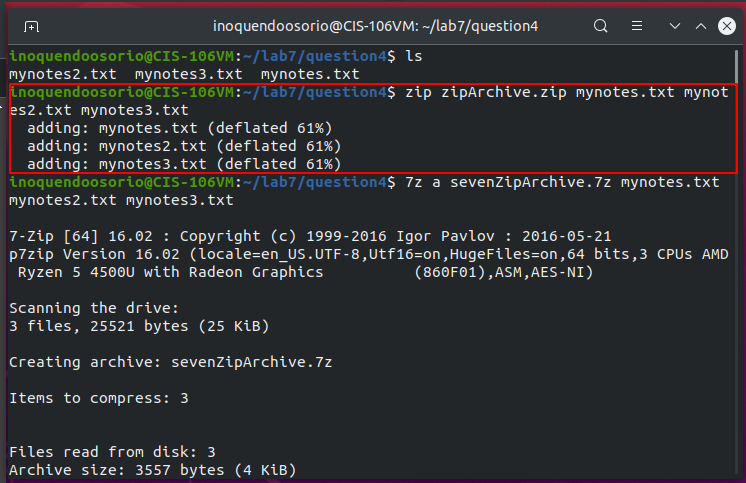 inoquendoosorio@CIS-106VM: ~/lab7/question4
inoquendoosorio@CIS-106VM:~/lab7/question4$ ls
mynotes2.txt  mynotes3.txt  mynotes.txt
inoquendoosorio@CIS-106VM:~/lab7/question4$ zip zipArchive.zip mynotes.txt mynot
es2.txt mynotes3.txt
  adding: mynotes.txt (deflated 61%)
  adding: mynotes2.txt (deflated 61%)
  adding: mynotes3.txt (deflated 61%)
inoquendoosorio@CIS-106VM:~/lab7/question4$ 7z a sevenZipArchive.7z mynotes.txt
mynotes2.txt mynotes3.txt
7-Zip [64] 16.02 : Copyright (c) 1999-2016 Igor Pavlov : 2016-05-21
p7zip Version 16.02 (locale=en_US.UTF-8,Utf16=on,HugeFiles=on,64 bits,3 CPUs AMD
 Ryzen 5 4500U with Radeon Graphics          (860F01),ASM,AES-NI)
Scanning the drive:
3 files, 25521 bytes (25 KiB)
Creating archive: sevenZipArchive.7z
Items to compress: 3
Files read from disk: 3
Archive size: 3557 bytes (4 KiB)